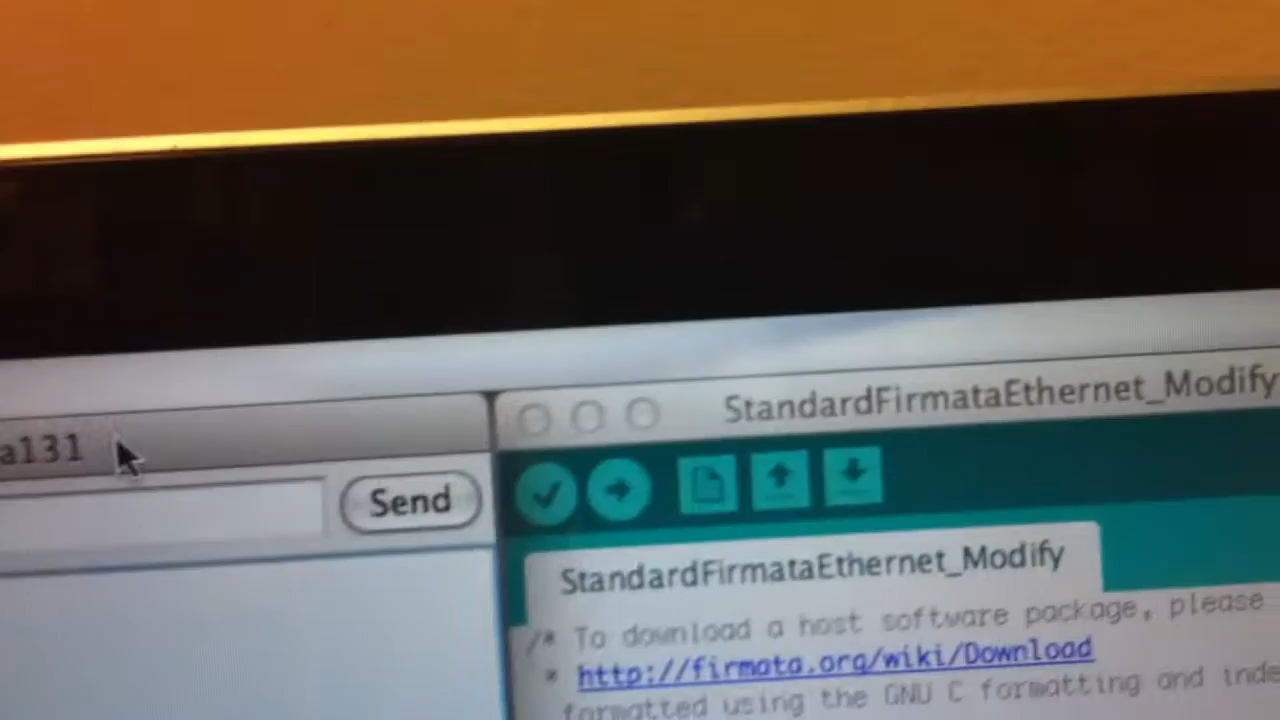 StandardFirmataEthernet_Modify
a131
Send
StandardFirmataEthernet_Modify
/* To download a host software package, please
* http://firmata.org/wiki/Download
formatted using the GNU C formatting and inde